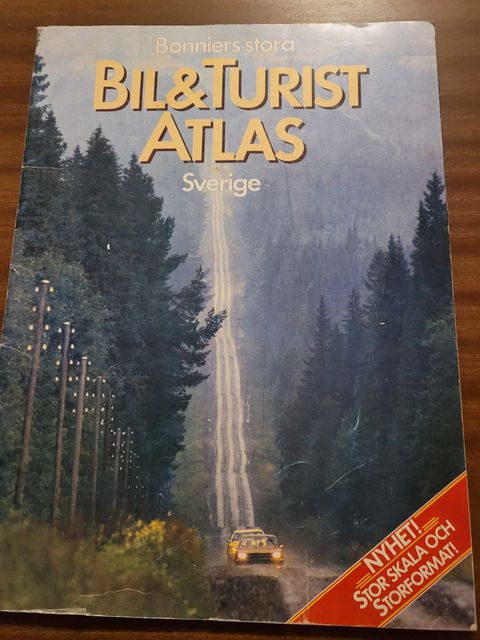 Bonniers stora
BIL&TURIST
ATLAS
Sverige
NYHET!
STOR SKALA OCH
STORFORMAT!